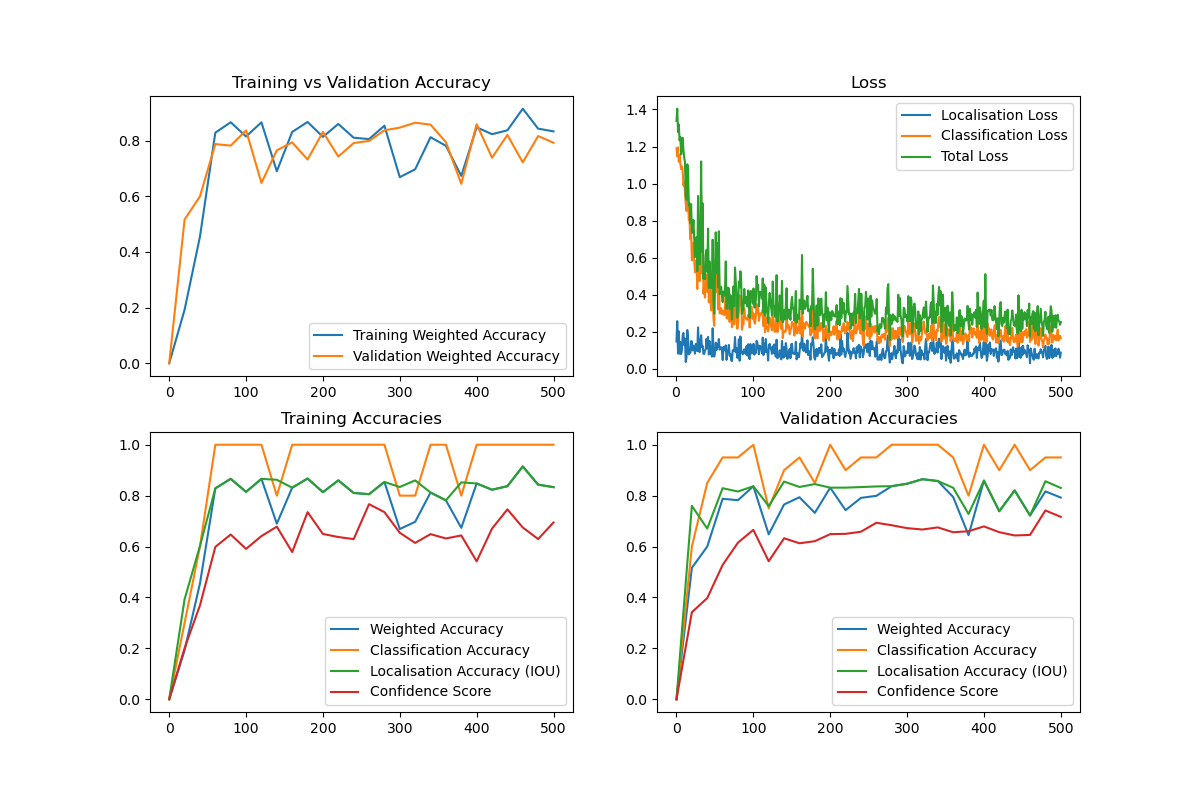 Training vs Validation Accuracy
0.8
0.6
0.4
0.2
0.0
0 100 200 300 400 500
Training Weighted Accuracy
Validation Weighted Accuracy
Loss
1.4
1.2
1.0
0.8
0.6
0.4
0.2
0.0
0 100 200 300 400 500
Localisation Loss
Classification Loss
Total Loss
Training Accuracies
1.0
0.8
0.6
0.4
0.2
0.0
0 100 200 300 400 500
Weighted Accuracy
Classification Accuracy
Localisation Accuracy (IOU)
Confidence Score
Validation Accuracies
1.0
0.8
0.6
0.4
0.2
0.0
0 100 200 300 400 500
Weighted Accuracy
Classification Accuracy
Localisation Accuracy (IOU)
Confidence Score